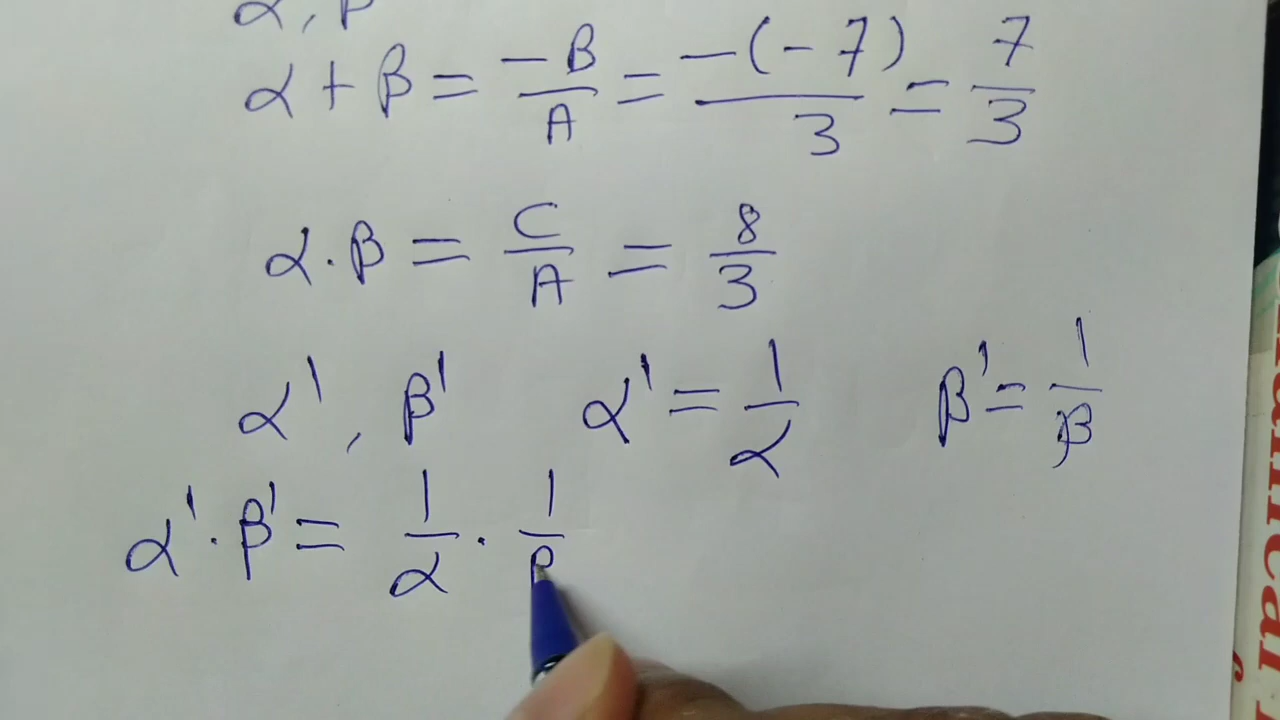 α, β
α + β = -B/A = -(-7)/3 = 7/3
α·β = C/A = 8/3
α', β' α' = 1/α β' = 1/β
α'·β' = 1/α · 1/β